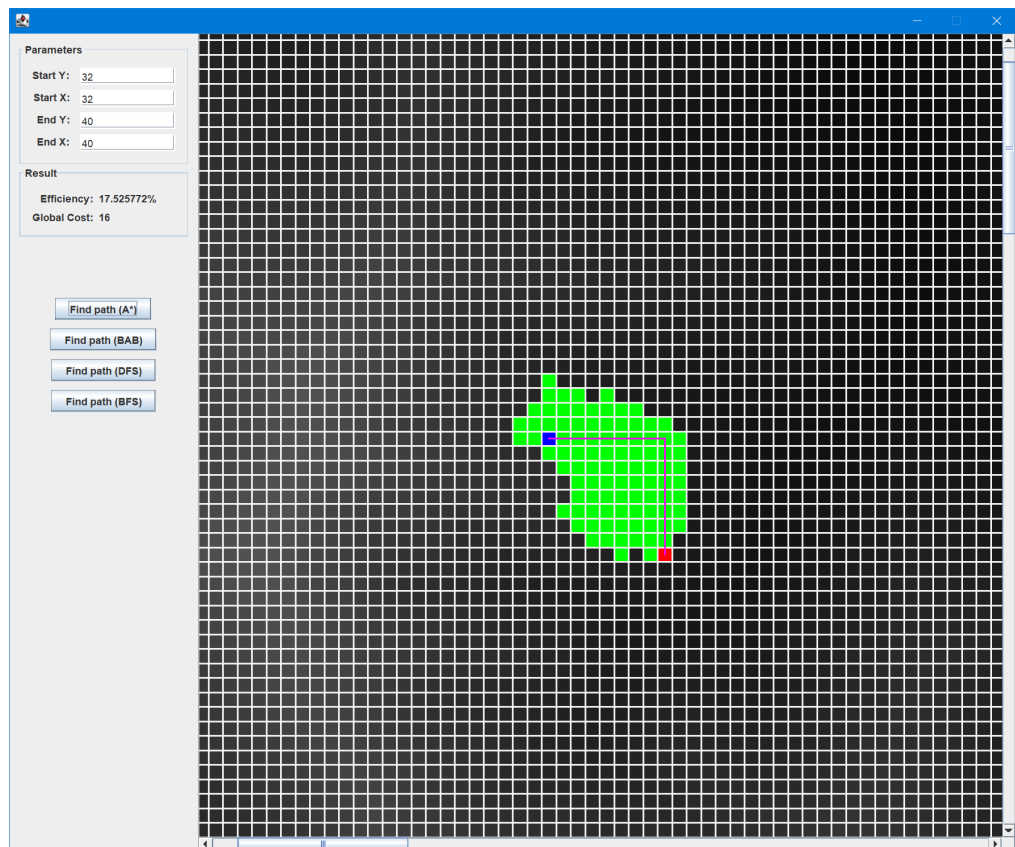 Parameters
Start Y: 32
Start X: 32
End Y: 40
End X: 40
Result
Efficiency: 17.525772%
Global Cost: 16
Find path (A*)
Find path (BAB)
Find path (DFS)
Find path (BFS)